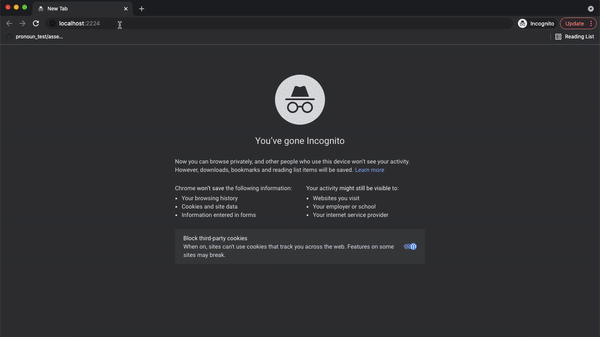 New Tab
localhost:2224
Incognito
Update
pronoun_test/asse...
Reading List
You've gone Incognito
Now you can browse privately, and other people who use this device won't see your activity.
However, downloads, bookmarks and reading list items will be saved. Learn more
Chrome won't save the following information:
• Your browsing history
• Cookies and site data
• Information entered in forms
Your activity might still be visible to:
• Websites you visit
• Your employer or school
• Your internet service provider
Block third-party cookies
When on, sites can't use cookies that track you across the web. Features on some
sites may break.